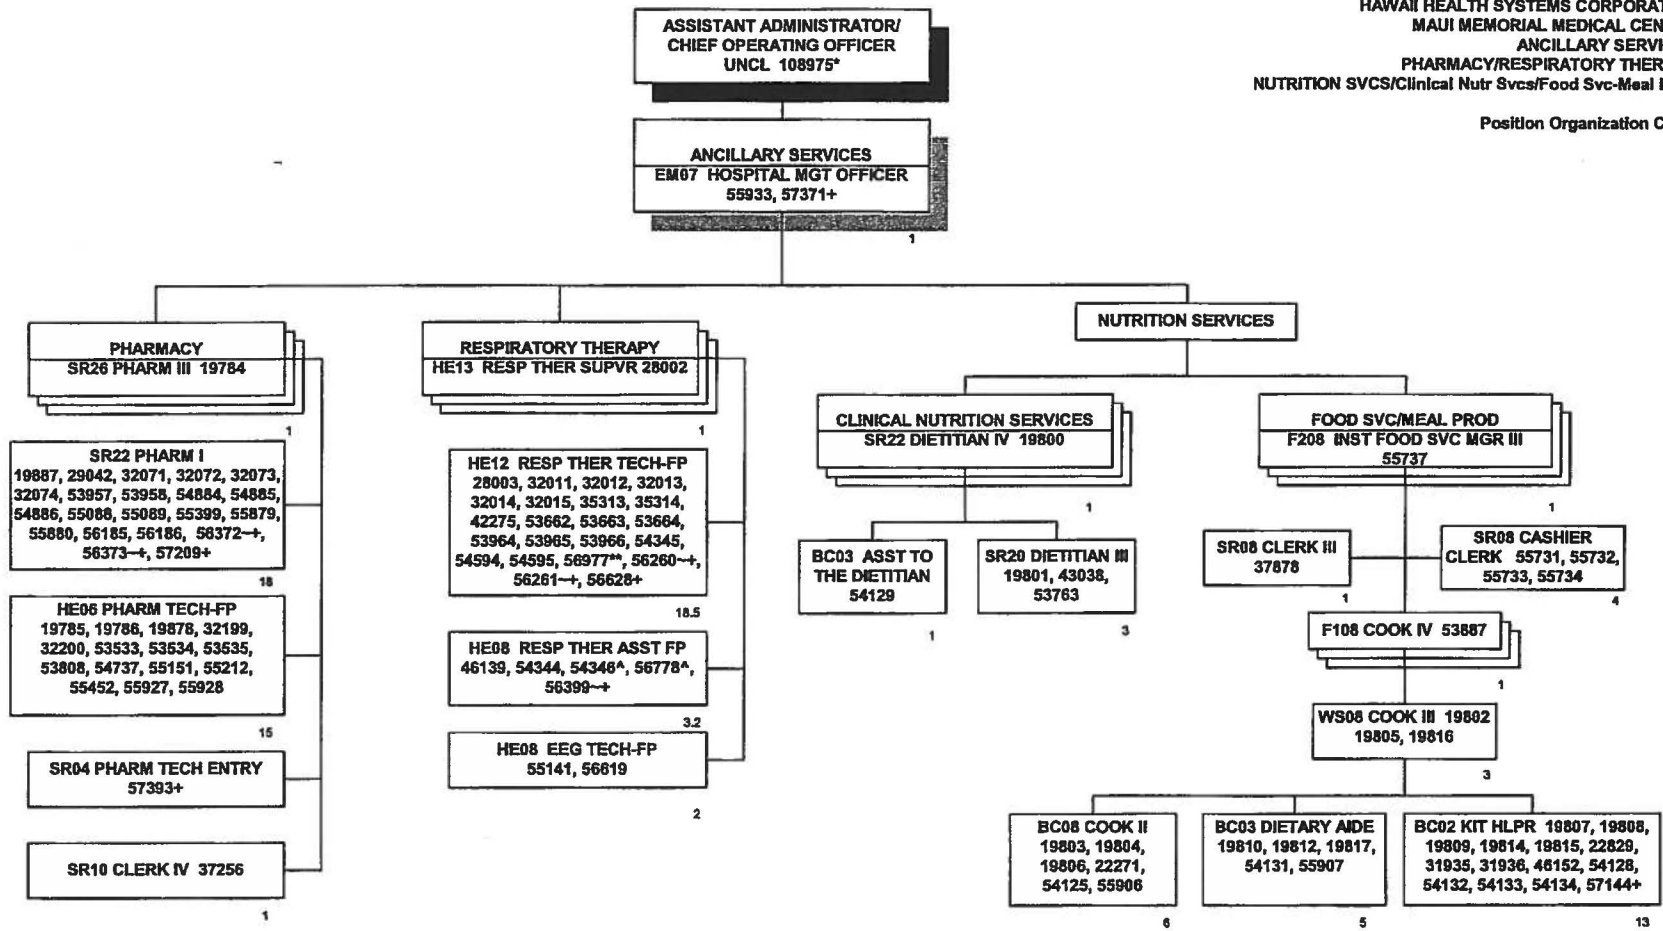 HAWAII HEALTH SYSTEMS CORPORAT
MAUI MEMORIAL MEDICAL CEN
ANCILLARY SERVI
PHARMACY/RESPIRATORY THER
NUTRITION SVCS/Clinical Nutr Svcs/Food Svc-Meal
Position Organization C
ASSISTANT ADMINISTRATOR/
CHIEF OPERATING OFFICER
UNCL 108975*
ANCILLARY SERVICES
EM07 HOSPITAL MGT OFFICER
55933, 57371+
1
PHARMACY
SR26 PHARM III 19784
1
SR22 PHARM I
19887, 29042, 32071, 32072, 32073,
32074, 53957, 53958, 54884, 54885,
54886, 55088, 55089, 55399, 55879,
55880, 56185, 56186, 56372~+,
56373~+, 57209+
18
HE06 PHARM TECH-FP
19785, 19786, 19878, 32199,
32200, 53533, 53534, 53535,
53808, 54737, 55151, 55212,
55452, 55927, 55928
15
SR04 PHARM TECH ENTRY
57393+
SR10 CLERK IV 37256
1
RESPIRATORY THERAPY
HE13 RESP THER SUPVR 28002
1
HE12 RESP THER TECH-FP
28003, 32011, 32012, 32013,
32014, 32015, 35313, 35314,
42275, 53662, 53663, 53664,
53964, 53965, 53966, 54345,
54594, 54595, 56977**, 56260~+,
56261~+, 56628+
18.5
HE08 RESP THER ASST FP
46139, 54344, 54346^, 56778^,
56399~+
3.2
HE08 EEG TECH-FP
55141, 56619
2
NUTRITION SERVICES
CLINICAL NUTRITION SERVICES
SR22 DIETITIAN IV 19800
1
BC03 ASST TO
THE DIETITIAN
54129
1
SR20 DIETITIAN III
19801, 43038,
53763
3
FOOD SVC/MEAL PROD
F208 INST FOOD SVC MGR III
55737
1
SR08 CLERK III
37878
1
SR08 CASHIER
CLERK 55731, 55732,
55733, 55734
4
F108 COOK IV 53887
1
WS08 COOK III 19802
19805, 19816
3
BC08 COOK II
19803, 19804,
19806, 22271,
54125, 55906
6
BC03 DIETARY AIDE
19810, 19812, 19817,
54131, 55907
5
BC02 KIT HLPR 19807, 19808,
19809, 19814, 19815, 22829,
31935, 31936, 46152, 54128,
54132, 54133, 54134, 57144+
13